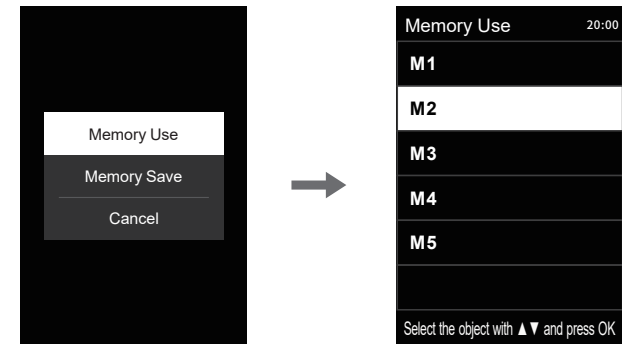 Memory Use
Memory Save
Cancel
Memory Use 20:00
M1
M2
M3
M4
M5
Select the object with ▲▼ and press OK